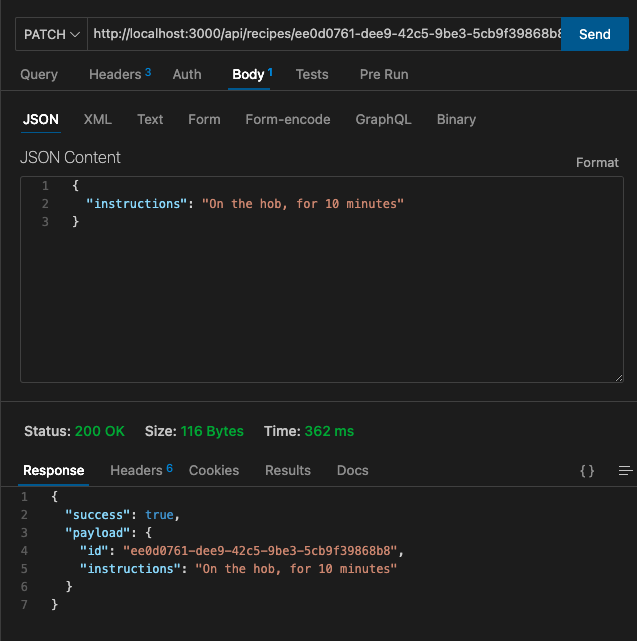 PATCH http://localhost:3000/api/recipes/ee0d0761-dee9-42c5-9be3-5cb9f39868b8 Send
Query Headers 3 Auth Body 1 Tests Pre Run
JSON XML Text Form Form-encode GraphQL Binary
JSON Content
Format
1 {
2 "instructions": "On the hob, for 10 minutes"
3 }
Status: 200 OK Size: 116 Bytes Time: 362 ms
Response Headers 6 Cookies Results Docs { }
1 {
2 "success": true,
3 "payload": {
4 "id": "ee0d0761-dee9-42c5-9be3-5cb9f39868b8",
5 "instructions": "On the hob, for 10 minutes"
6 }
7 }